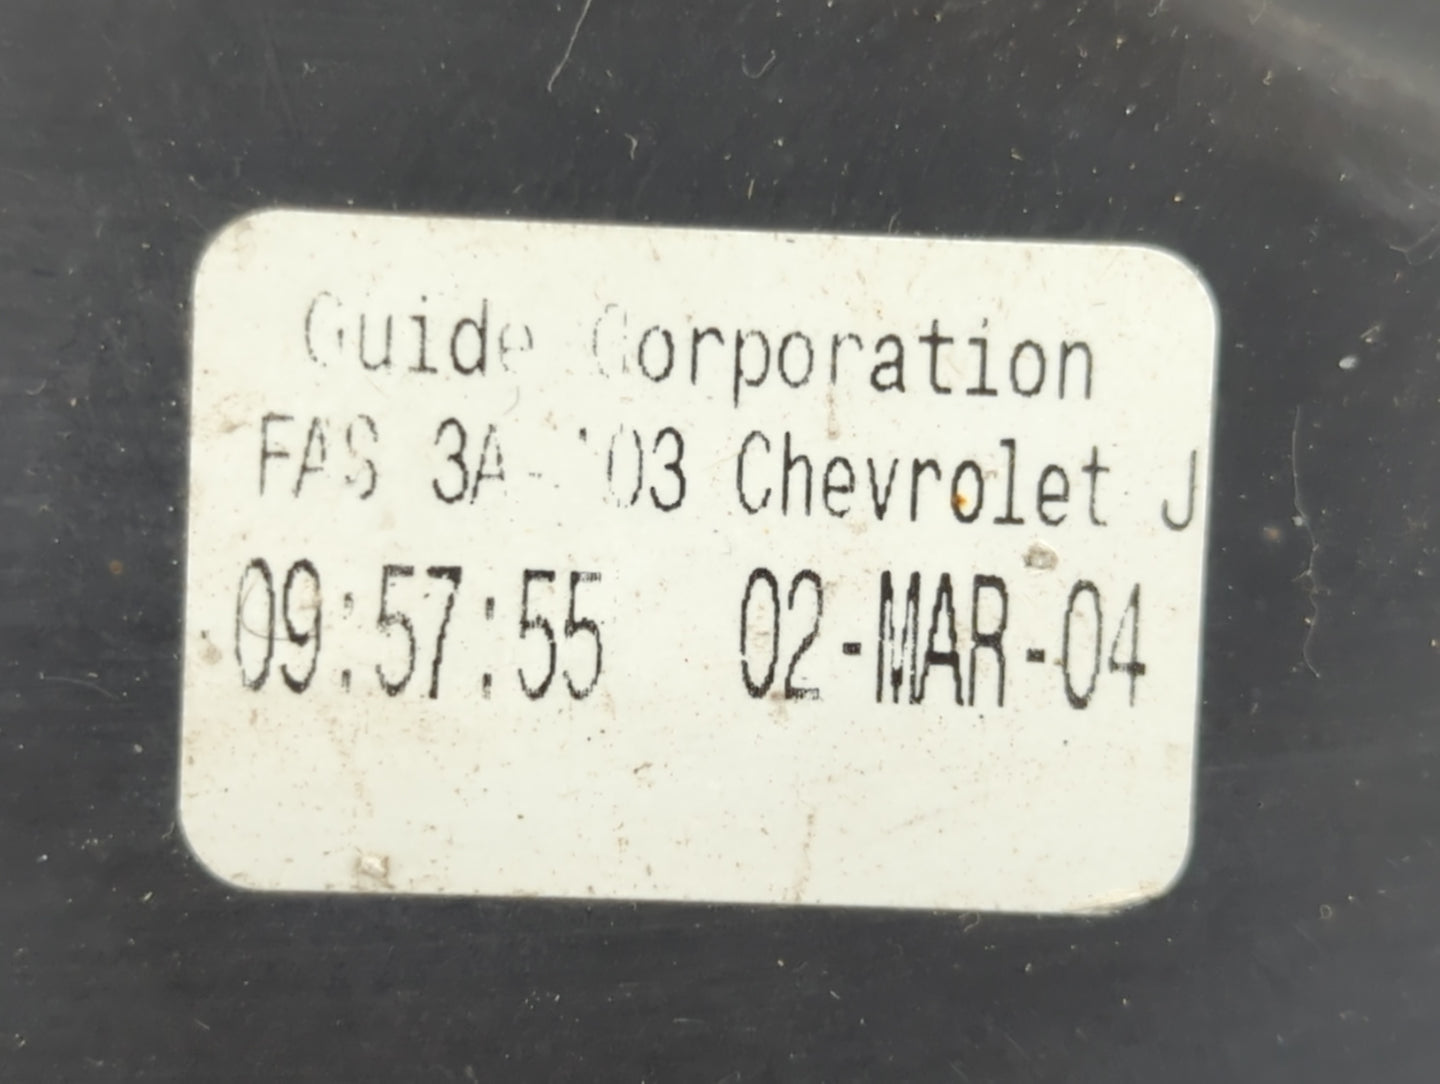 Guide Corporation
FAS 3A- '03 Chevrolet J
09:57:55 02-MAR-04